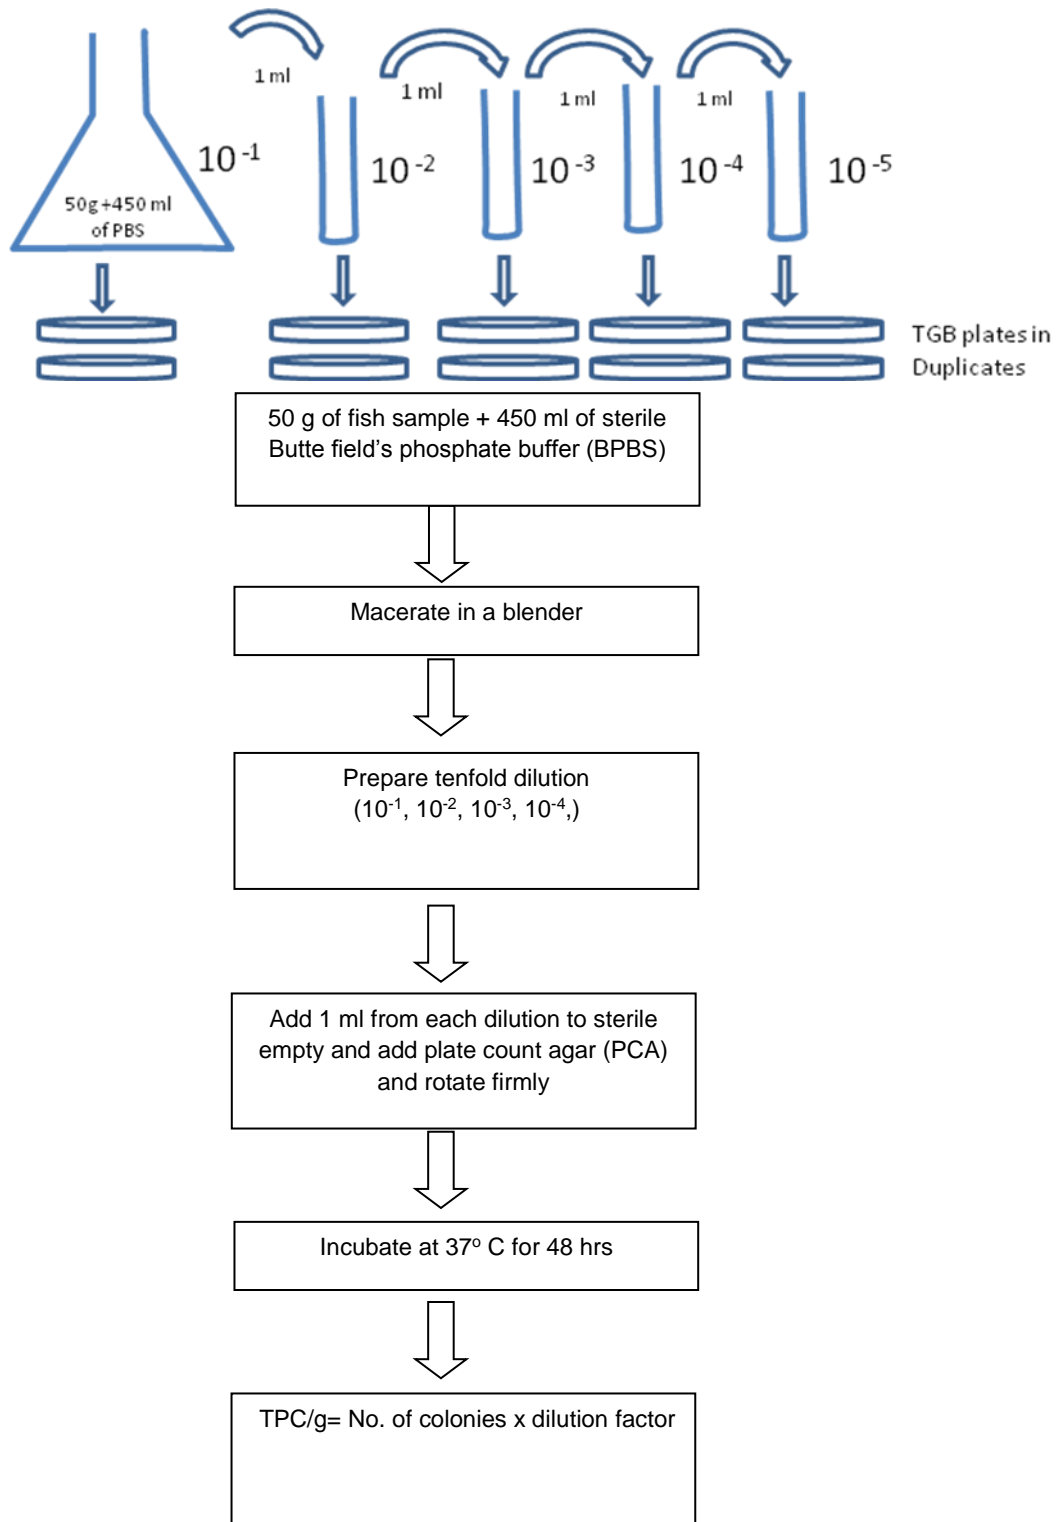 1 ml
1 ml
1 ml
1 ml
10⁻¹
10⁻²
10⁻³
10⁻⁴
10⁻⁵
50g+450 ml
of PBS
TGB plates in
Duplicates
50 g of fish sample + 450 ml of sterile
Butte field’s phosphate buffer (BPBS)
Macerate in a blender
Prepare tenfold dilution
(10⁻¹, 10⁻², 10⁻³, 10⁻⁴,)
Add 1 ml from each dilution to sterile
empty and add plate count agar (PCA)
and rotate firmly
Incubate at 37º C for 48 hrs
TPC/g= No. of colonies x dilution factor